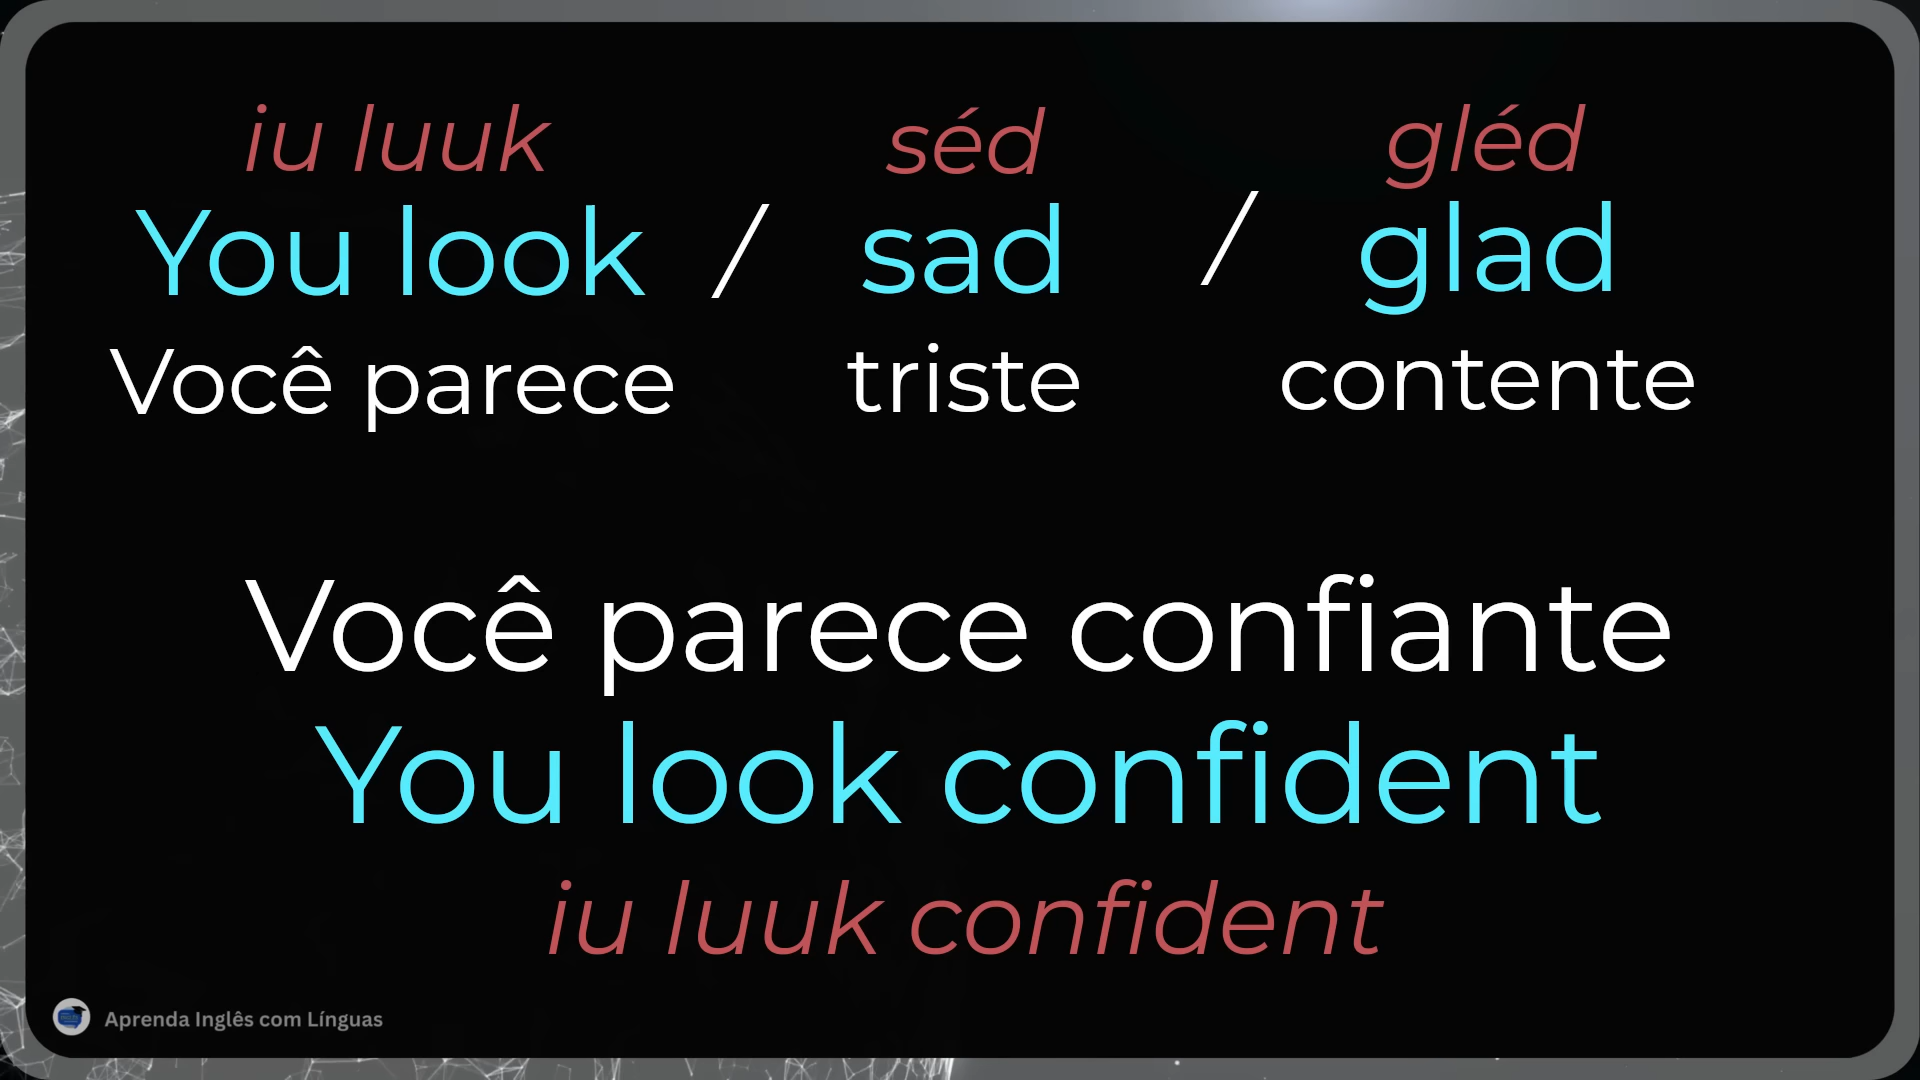 iu luuk séd gléd
You look / sad / glad
Você parece triste contente
Você parece confiante
You look confident
iu luuk confident
Aprenda Inglês com Línguas